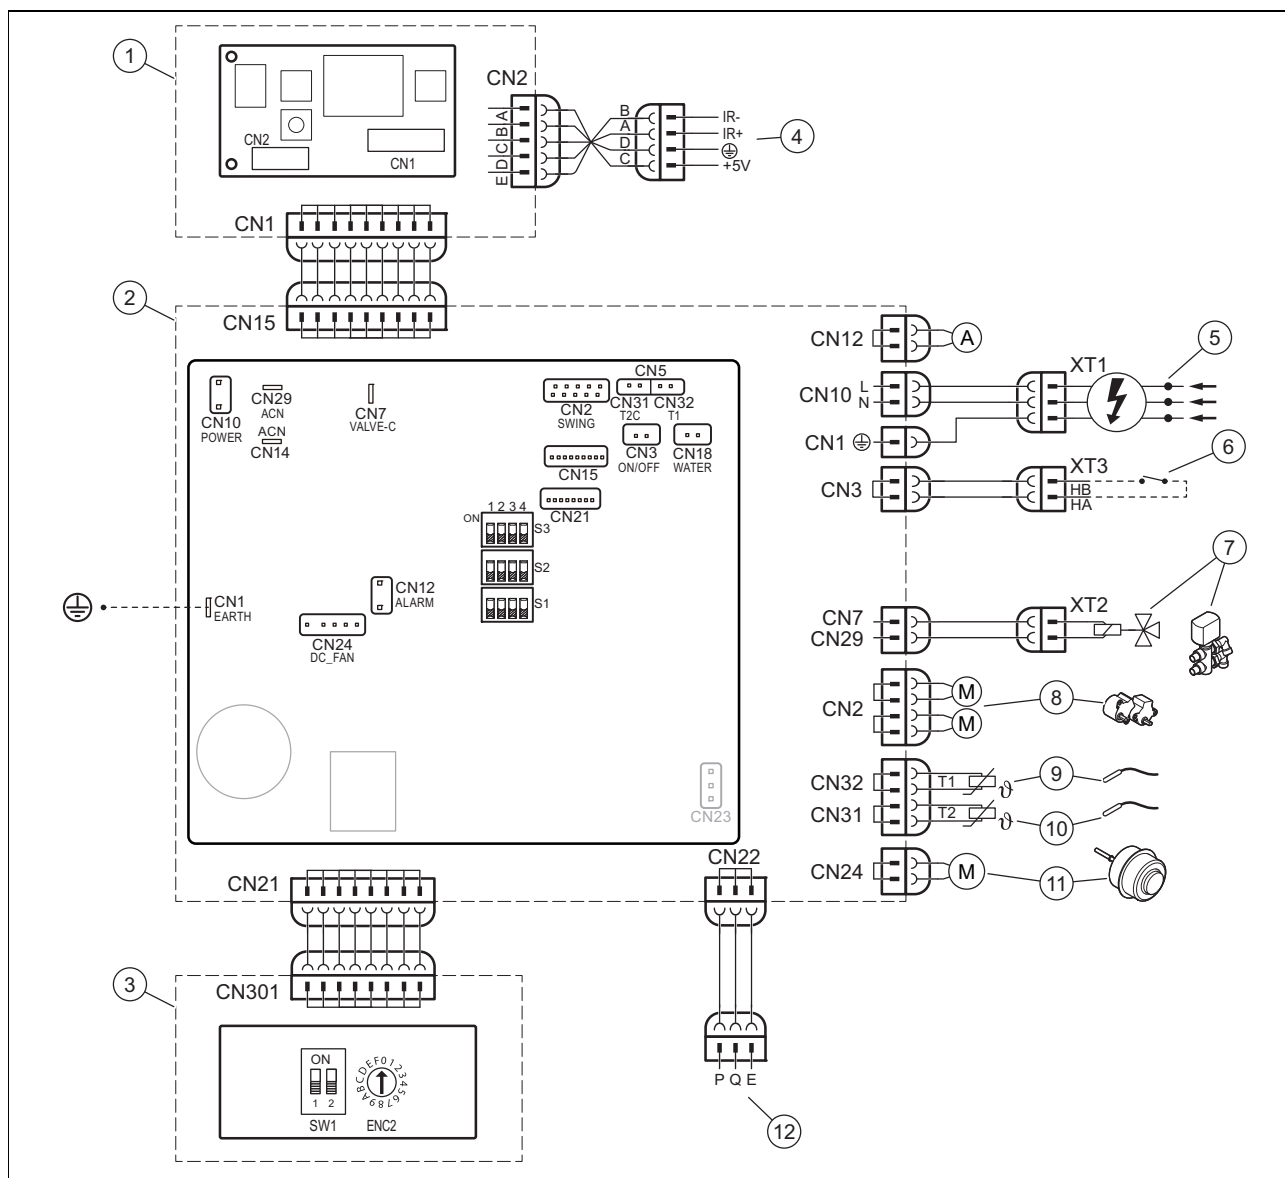 1
CN2
CN2
CN1
A
B
C
D
E
B
A
D
C
IR-
IR+
+5V
4
CN1
2
CN15
CN10
POWER
CN29
ACN
ACN
CN14
CN7
VALVE-C
CN2
SWING
CN5
CN31
T2C
CN32
T1
CN3
ON/OFF
CN18
WATER
CN15
CN21
1 2 3 4
ON
S3
S2
S1
CN1
EARTH
CN12
ALARM
CN24
DC_FAN
CN23
CN12
A
CN10
L
N
XT1
5
CN1
CN3
XT3
HB
HA
6
7
CN7
CN29
XT2
CN2
M
M
8
CN32
T1
ϑ
9
CN31
T2
ϑ
10
CN24
M
11
CN21
CN22
3
CN301
ON
1 2
SW1
0123456789ABCDEF
ENC2
P Q E
12